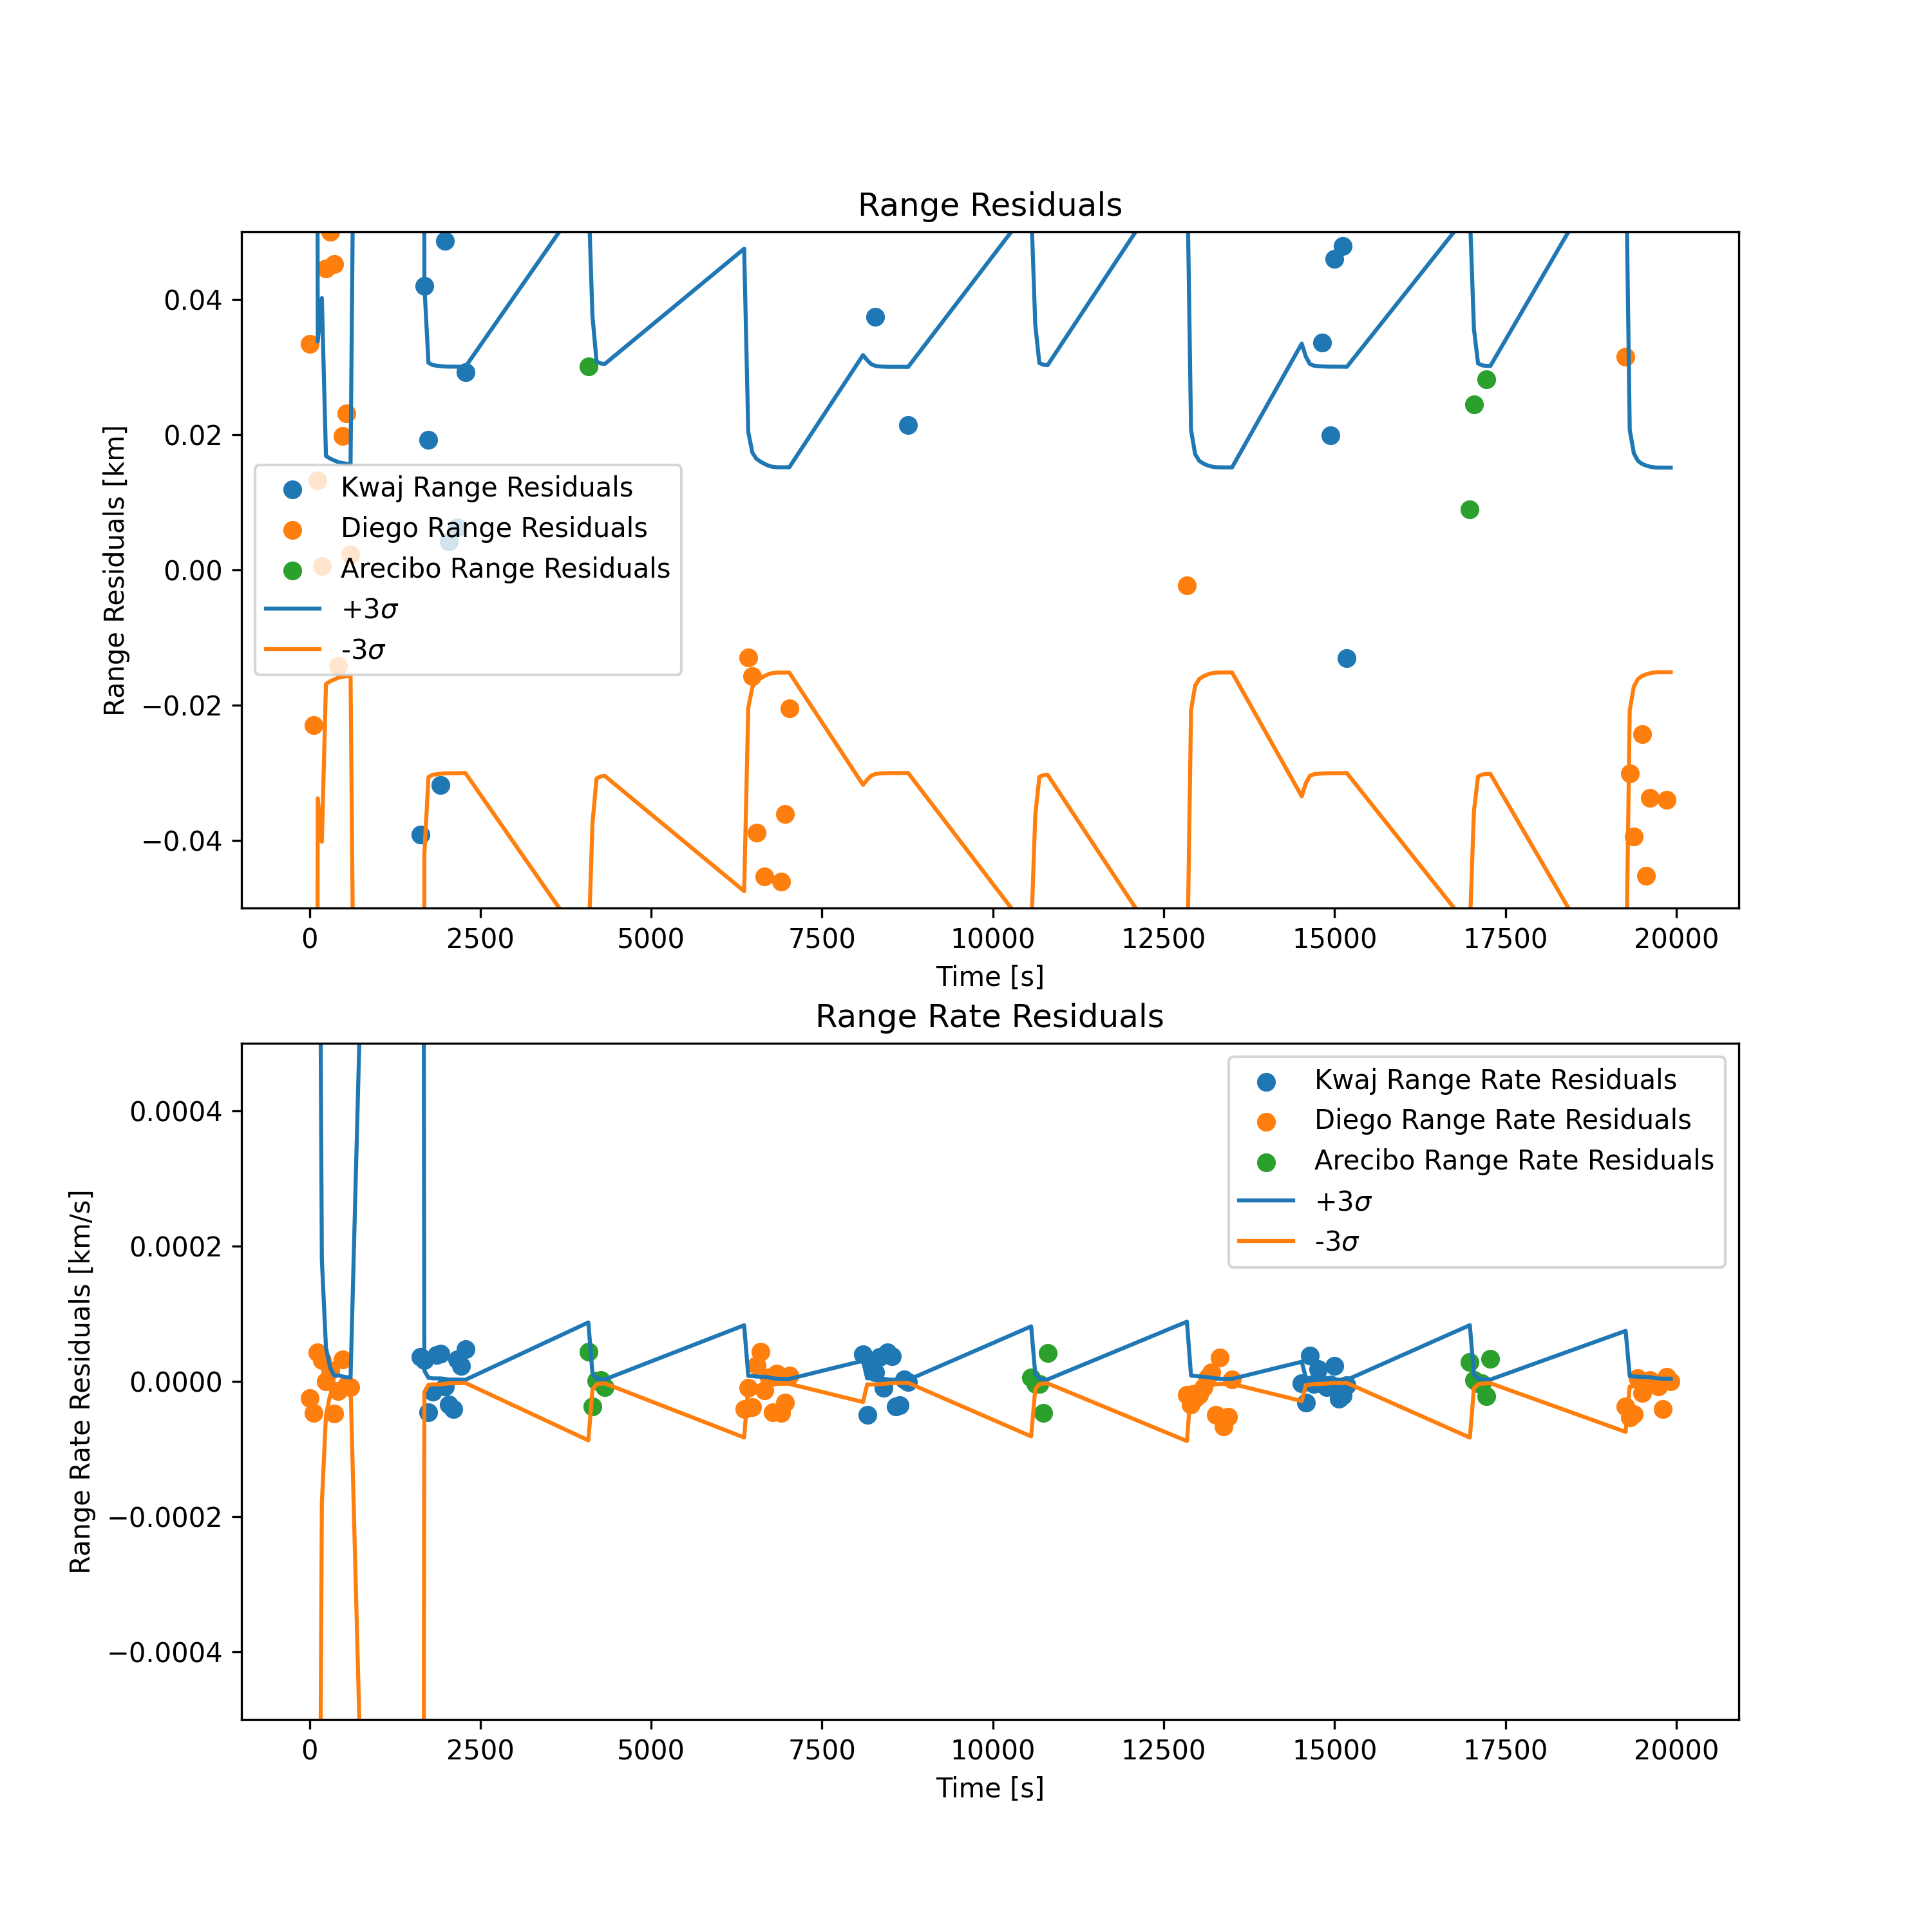 Range Residuals
Range Residuals [km]
0.04
0.02
0.00
−0.02
−0.04
Kwaj Range Residuals
Diego Range Residuals
Arecibo Range Residuals
+3σ
-3σ
0 2500 5000 7500 10000 12500 15000 17500 20000
Time [s]
Range Rate Residuals
Range Rate Residuals [km/s]
0.0004
0.0002
0.0000
−0.0002
−0.0004
Kwaj Range Rate Residuals
Diego Range Rate Residuals
Arecibo Range Rate Residuals
+3σ
-3σ
0 2500 5000 7500 10000 12500 15000 17500 20000
Time [s]